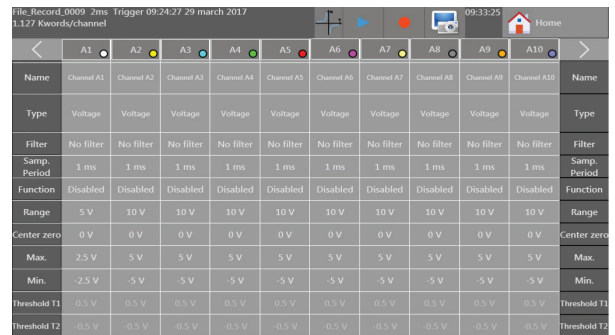 File_Record_0009 2ms Trigger 09:24:27 29 mars 2017
1.127 Kwords/channel
09:33:25 Home
A1 A2 A3 A4 A5 A6 A7 A8 A9 A10
Name Channel A1 Channel A2 Channel A3 Channel A4 Channel A5 Channel A6 Channel A7 Channel A8 Channel A9 Channel A10 Name
Type Voltage Voltage Voltage Voltage Voltage Voltage Voltage Voltage Voltage Voltage Type
Filter No filter No filter No filter No filter No filter No filter No filter No filter No filter No filter Filter
Samp. Period 1 ms 1 ms 1 ms 1 ms 1 ms 1 ms 1 ms 1 ms 1 ms 1 ms Samp. Period
Function Disabled Disabled Disabled Disabled Disabled Disabled Disabled Disabled Disabled Disabled Function
Range 5 V 10 V 10 V 10 V 10 V 10 V 10 V 10 V 10 V 10 V Range
Center zero 0 V 0 V 0 V 0 V 0 V 0 V 0 V 0 V 0 V 0 V Center zero
Max. 2.5 V 5 V 5 V 5 V 5 V 5 V 5 V 5 V 5 V 5 V Max.
Min. -2.5 V -5 V -5 V -5 V -5 V -5 V -5 V -5 V -5 V -5 V Min.
Threshold T1 0.5 V 0.5 V 0.5 V 0.5 V 0.5 V 0.5 V 0.5 V 0.5 V 0.5 V 0.5 V Threshold T1
Threshold T2 -0.5 V -0.5 V -0.5 V -0.5 V -0.5 V -0.5 V -0.5 V -0.5 V -0.5 V -0.5 V Threshold T2